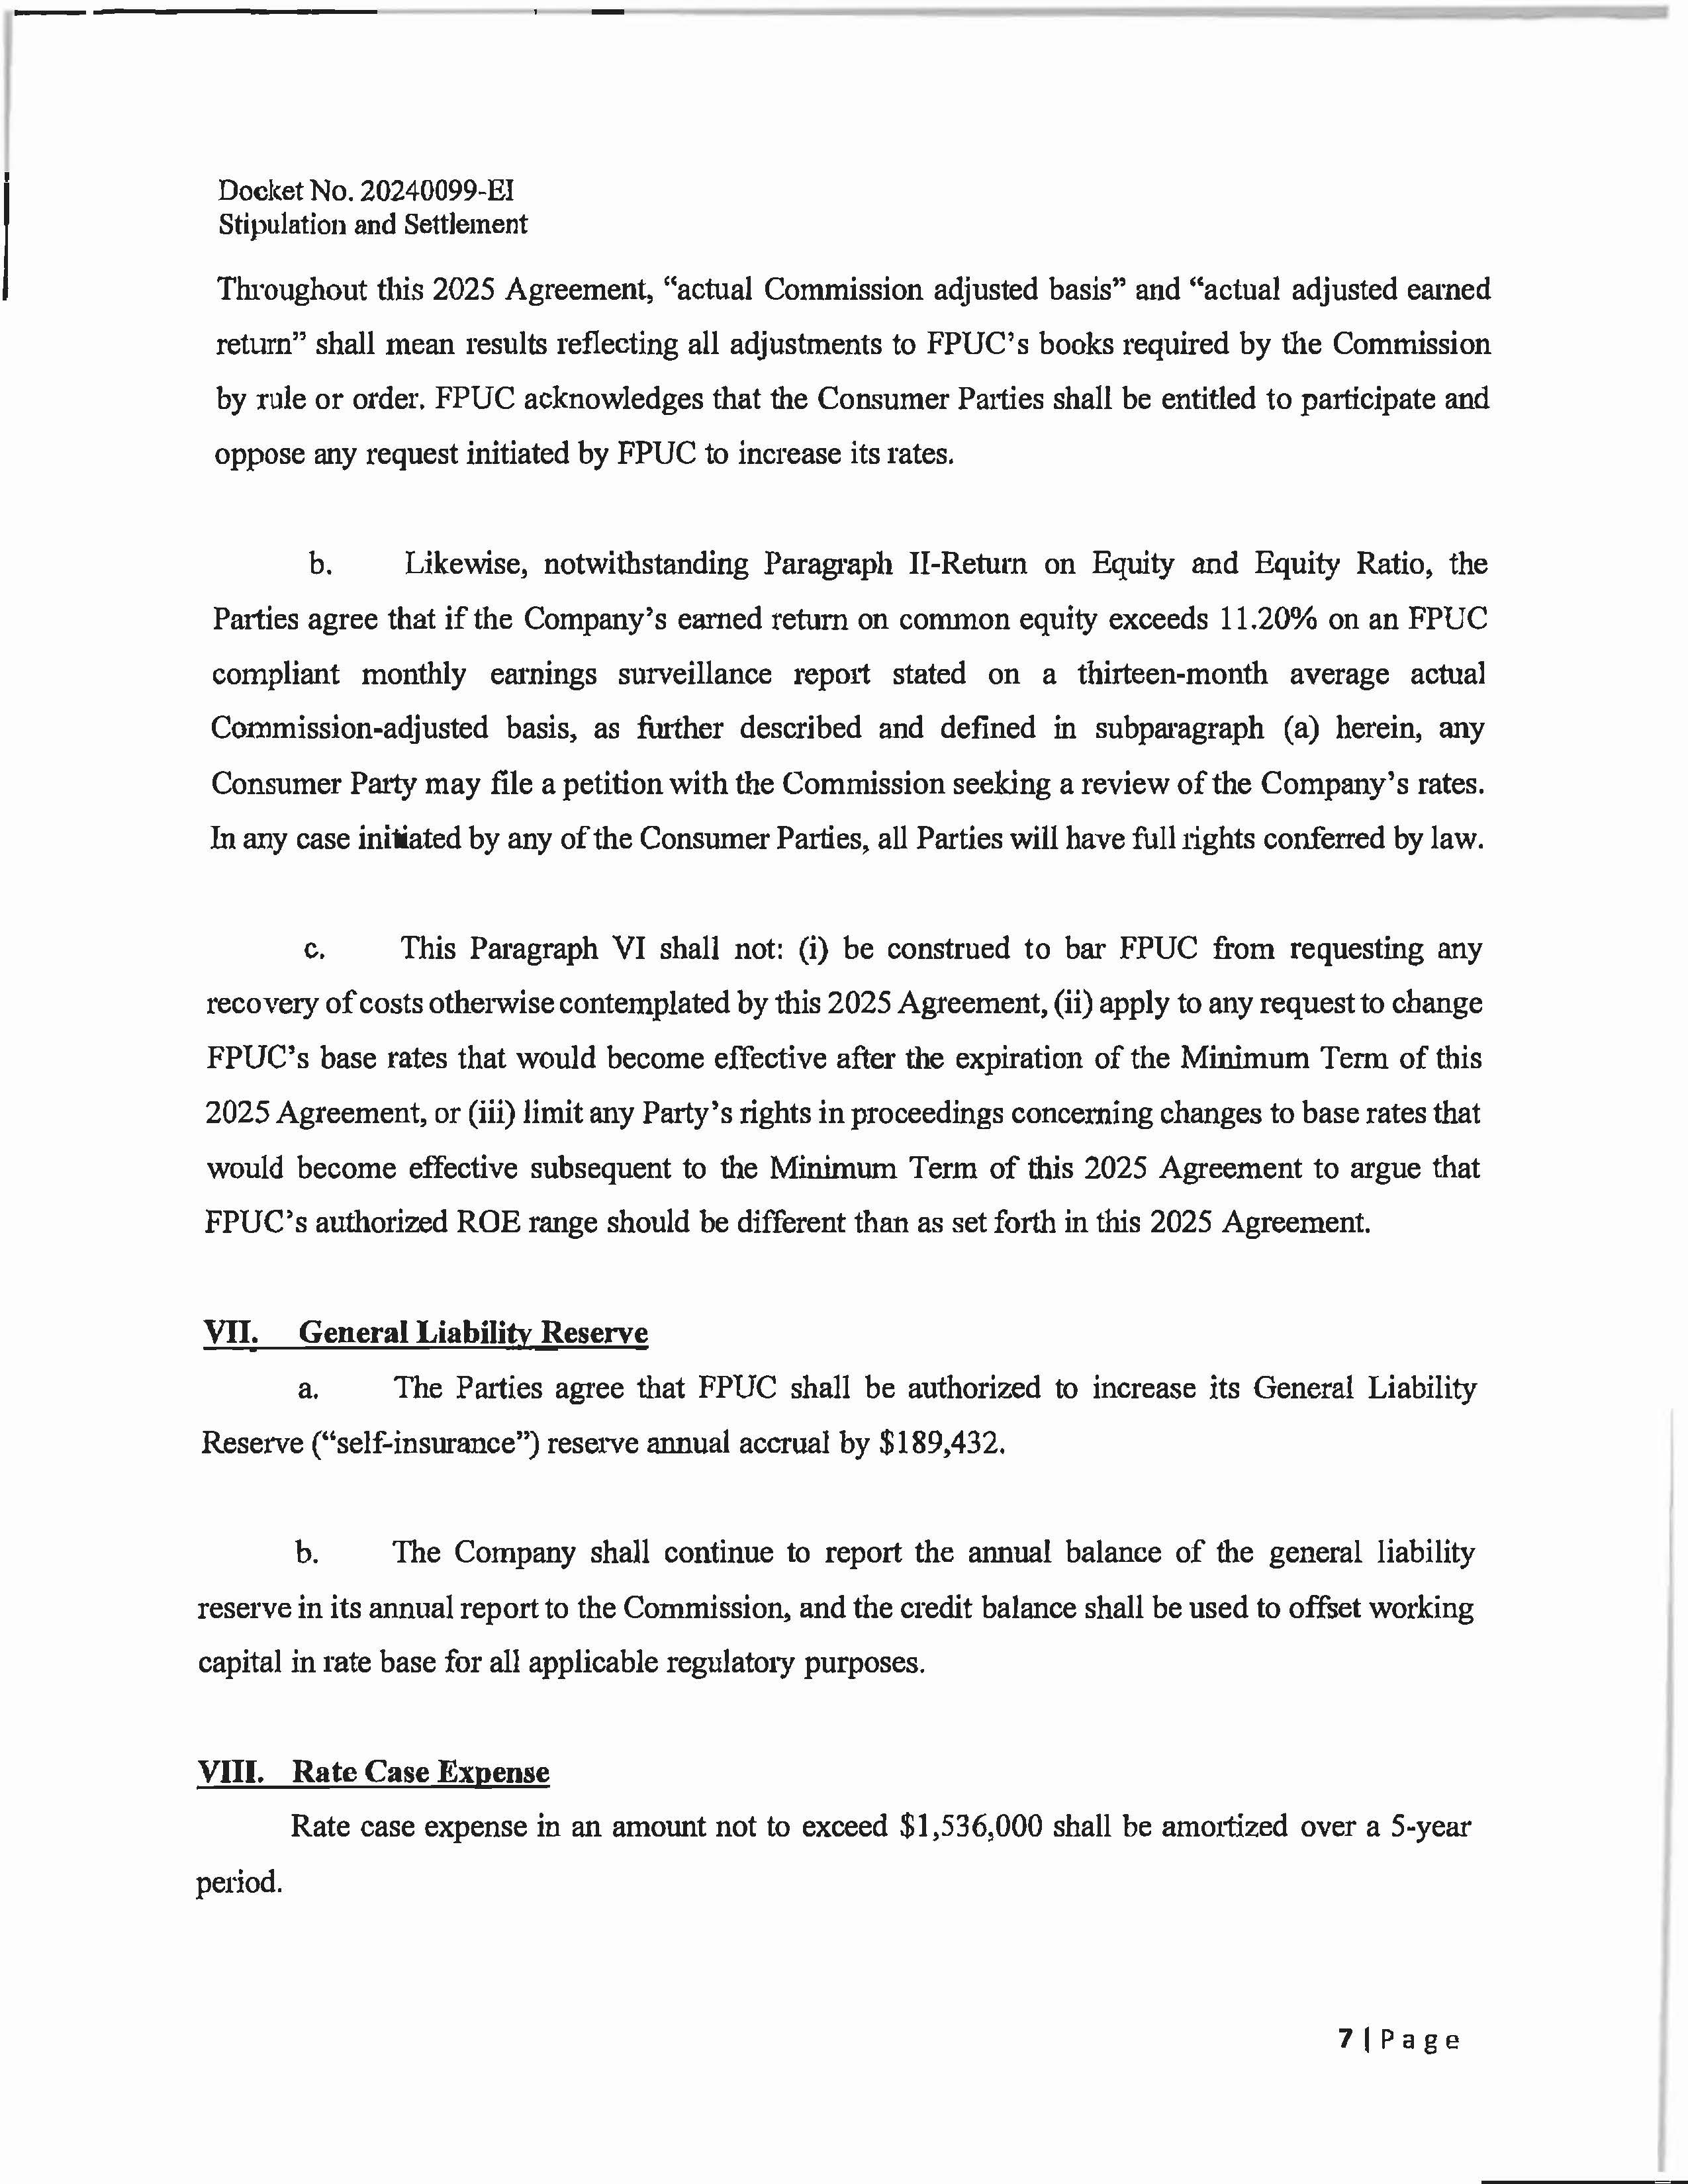 Docket No. 20240099-EI
Stipulation and Settlement
Throughout this 2025 Agreement, “actual Commission adjusted basis” and “actual adjusted earned
return” shall mean results reflecting all adjustments to FPUC’s books required by the Commission
by rule or order. FPUC acknowledges that the Consumer Parties shall be entitled to participate and
oppose any request initiated by FPUC to increase its rates.
b. Likewise, notwithstanding Paragraph II-Return on Equity and Equity Ratio, the
Parties agree that if the Company’s earned return on common equity exceeds 11.20% on an FPUC
compliant monthly earnings surveillance report stated on a thirteen-month average actual
Commission-adjusted basis, as further described and defined in subparagraph (a) herein, any
Consumer Party may file a petition with the Commission seeking a review of the Company’s rates.
In any case initiated by any of the Consumer Parties, all Parties will have full rights conferred by law.
c. This Paragraph VI shall not: (i) be construed to bar FPUC from requesting any
recovery of costs otherwise contemplated by this 2025 Agreement, (ii) apply to any request to change
FPUC’s base rates that would become effective after the expiration of the Minimum Term of this
2025 Agreement, or (iii) limit any Party’s rights in proceedings concerning changes to base rates that
would become effective subsequent to the Minimum Term of this 2025 Agreement to argue that
FPUC’s authorized ROE range should be different than as set forth in this 2025 Agreement.
VII. General Liability Reserve
a. The Parties agree that FPUC shall be authorized to increase its General Liability
Reserve (“self-insurance”) reserve annual accrual by $189,432.
b. The Company shall continue to report the annual balance of the general liability
reserve in its annual report to the Commission, and the credit balance shall be used to offset working
capital in rate base for all applicable regulatory purposes.
VIII. Rate Case Expense
Rate case expense in an amount not to exceed $1,536,000 shall be amortized over a 5-year
period.
7 | Page